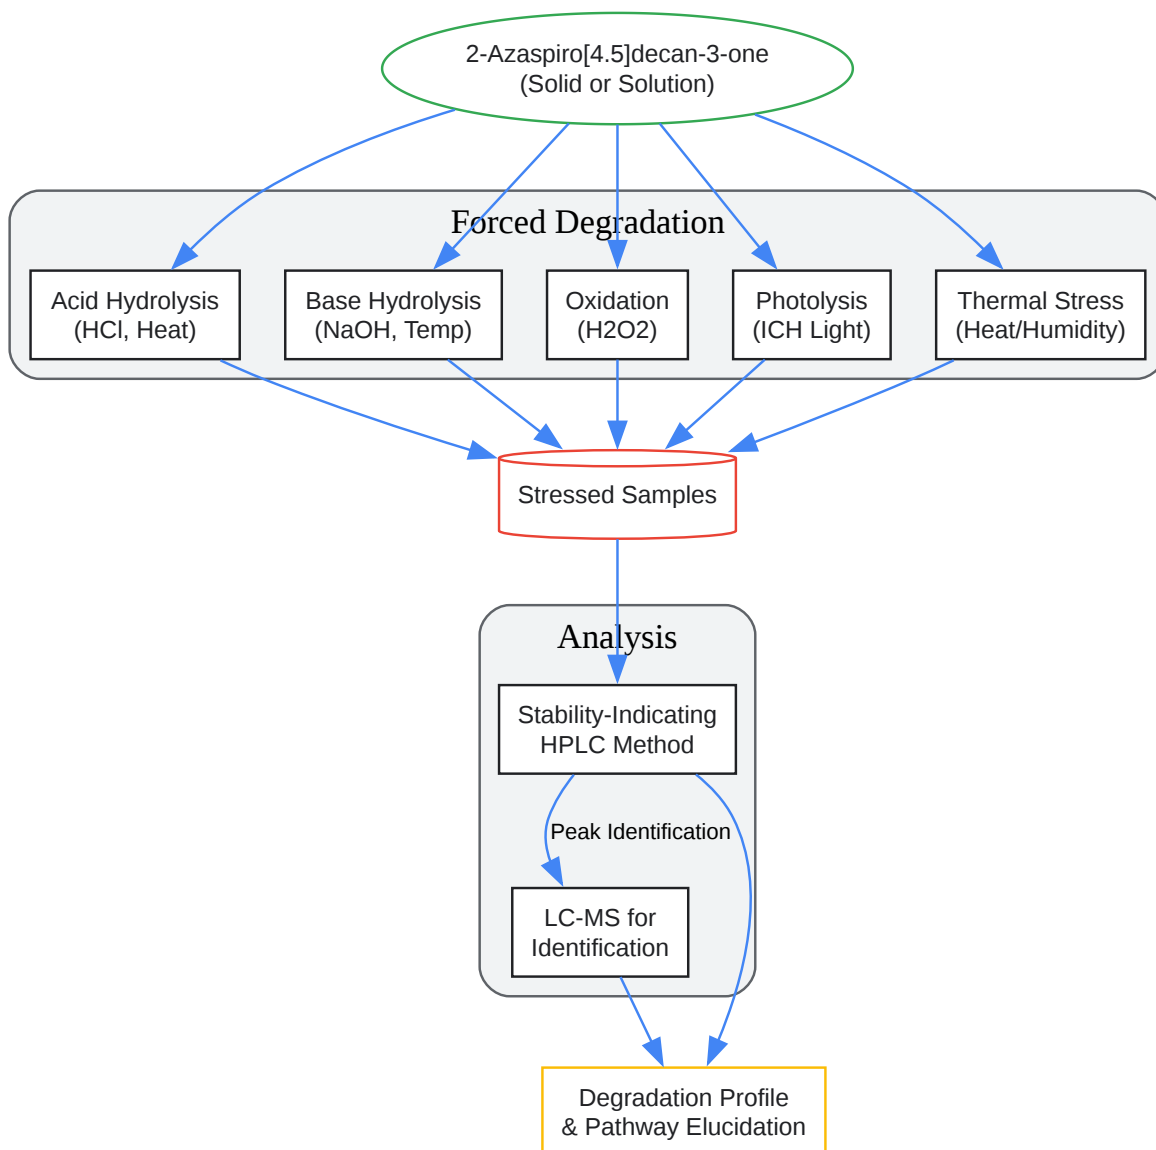 2-Azaspiro[4.5]decan-3-one
(Solid or Solution)
Forced Degradation
Acid Hydrolysis
(HCl, Heat)
Base Hydrolysis
(NaOH, Temp)
Oxidation
(H2O2)
Photolysis
(ICH Light)
Thermal Stress
(Heat/Humidity)
Stressed Samples
Analysis
Stability-Indicating
HPLC Method
Peak Identification
LC-MS for
Identification
Degradation Profile
& Pathway Elucidation